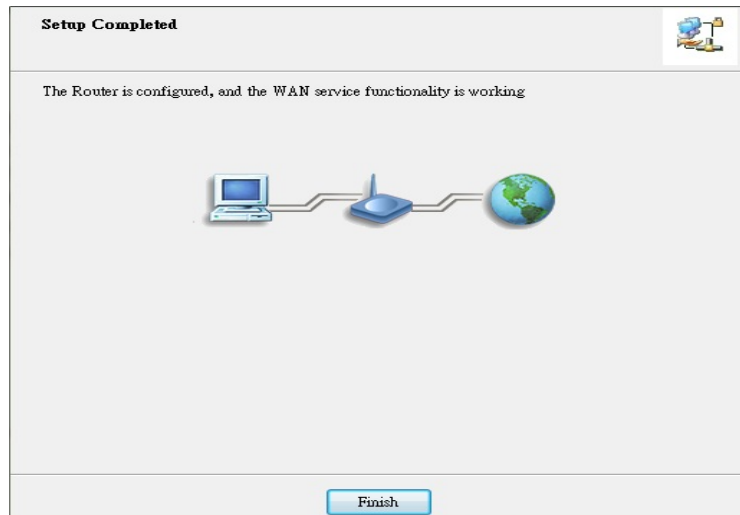 Setup Completed
The Router is configured, and the WAN service functionality is working
Finish